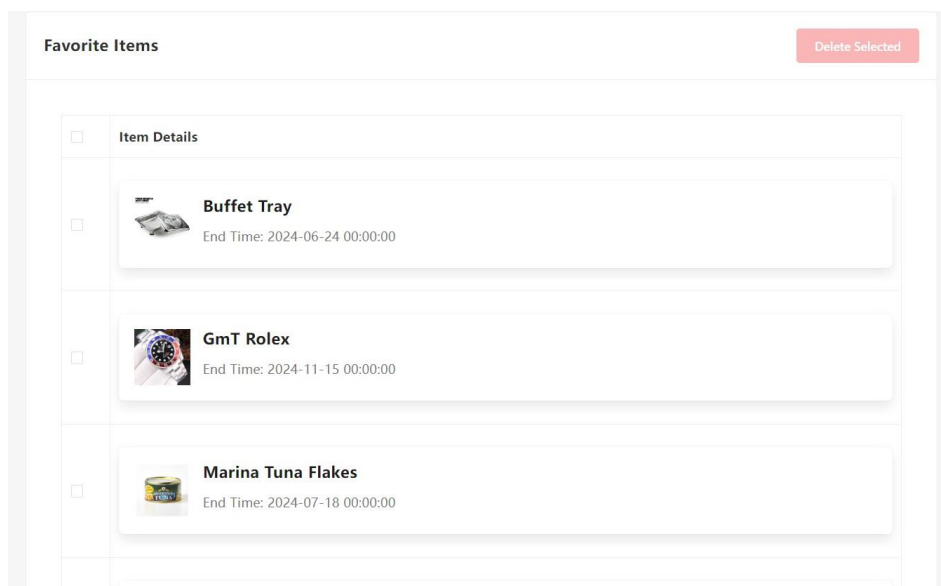 Favorite Items
Delete Selected
Item Details
Buffet Tray
End Time: 2024-06-24 00:00:00
GmT Rolex
End Time: 2024-11-15 00:00:00
Marina Tuna Flakes
End Time: 2024-07-18 00:00:00